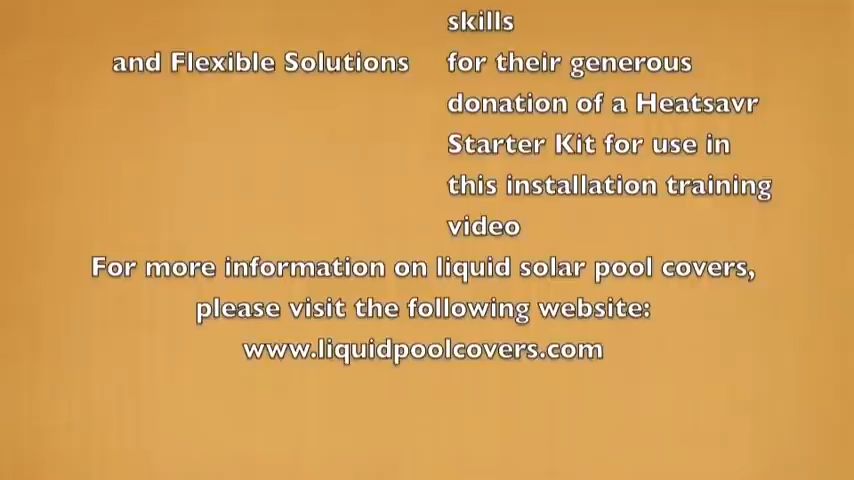 skills
and Flexible Solutions for their generous
donation of a Heatsavr
Starter Kit for use in
this installation training
video
For more information on liquid solar pool covers,
please visit the following website:
www.liquidpoolcovers.com